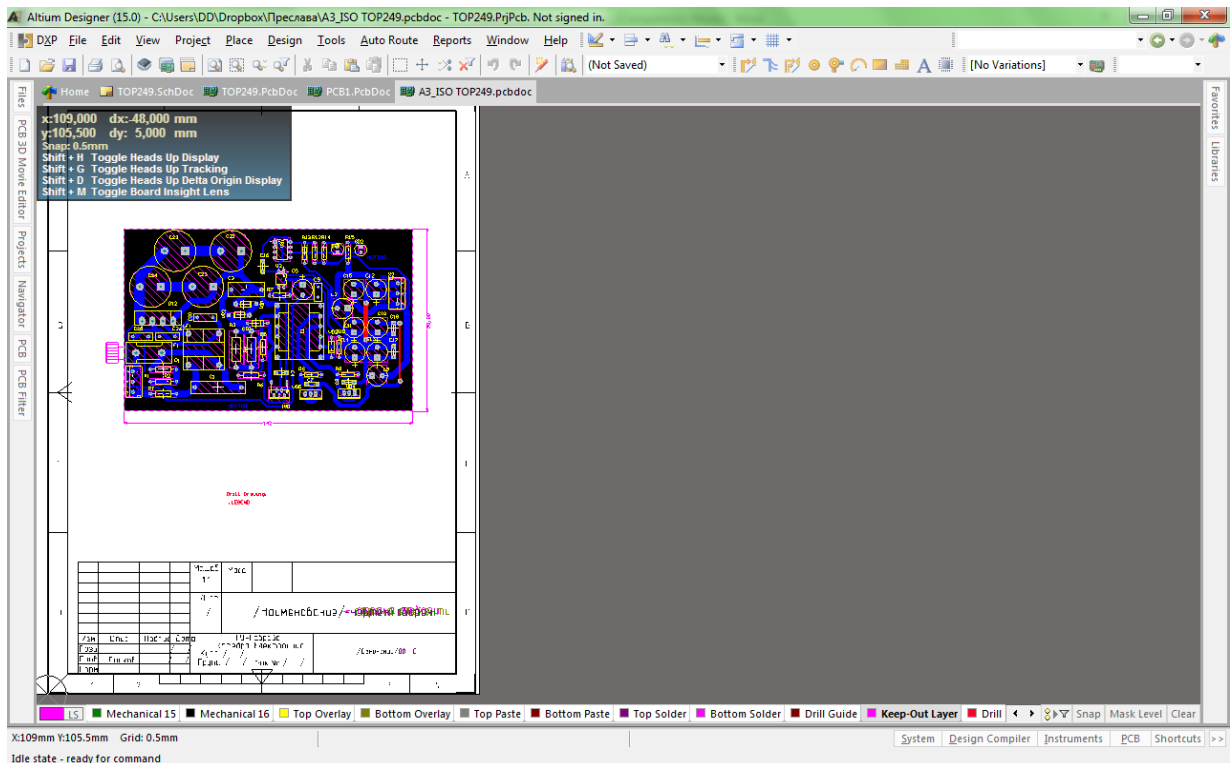 Altium Designer (15.0) - C:\Users\DD\Dropbox\Преслава\A3_ISO TOP249.pcbdoc - TOP249.PrjPcb. Not signed in.
DXP File Edit View Project Place Design Tools Auto Route Reports Window Help
(Not Saved) [No Variations]
Home TOP249.SchDoc TOP249.PcbDoc PCB1.PcbDoc A3_ISO TOP249.pcbdoc
Files
PCB 3D Movie Editor
Projects
Navigator
PCB
PCB Filter
Favorites
Libraries
x:109,000 dx:-48,000 mm
y:105,500 dy: 5,000 mm
Snap: 0.5mm
Shift + H Toggle Heads Up Display
Shift + G Toggle Heads Up Tracking
Shift + D Toggle Heads Up Delta Origin Display
Shift + M Toggle Board Insight Lens
Drill Drawing
LS Mechanical 15 Mechanical 16 Top Overlay Bottom Overlay Top Paste Bottom Paste Top Solder Bottom Solder Drill Guide Keep-Out Layer Drill Snap Mask Level Clear
X:109mm Y:105.5mm Grid: 0.5mm
System Design Compiler Instruments PCB Shortcuts >>
Idle state - ready for command